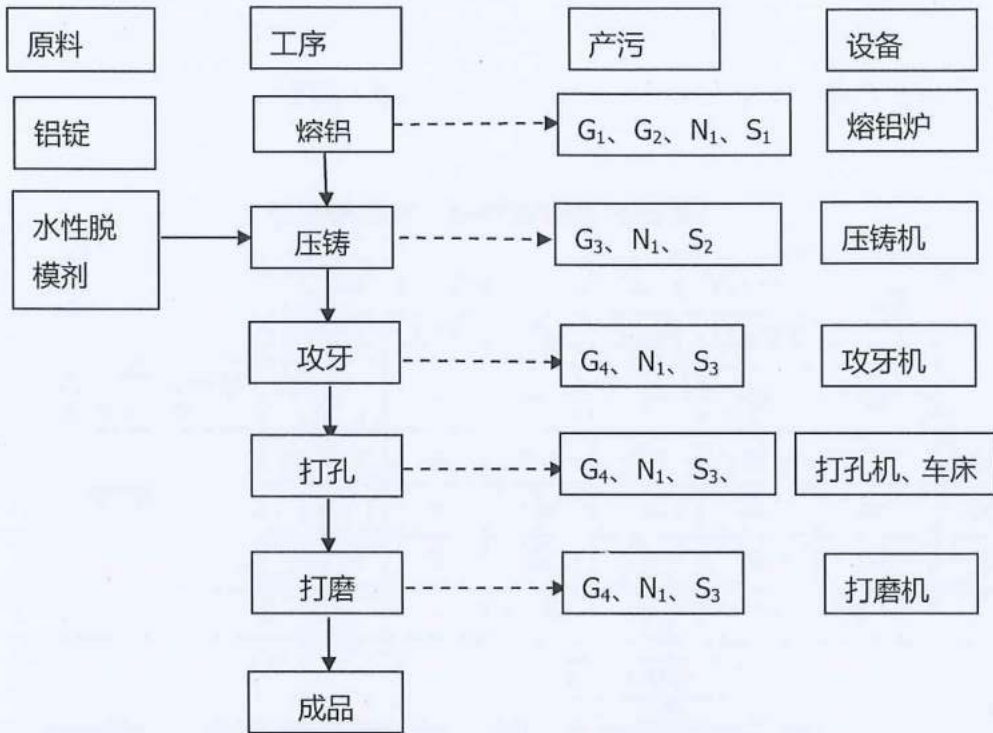 原料 工序 产污 设备
铝锭 熔铝 G₁、G₂、N₁、S₁ 熔铝炉
水性脱
模剂 压铸 G₃、N₁、S₂ 压铸机
攻牙 G₄、N₁、S₃ 攻牙机
打孔 G₄、N₁、S₃、 打孔机、车床
打磨 G₄、N₁、S₃ 打磨机
成品